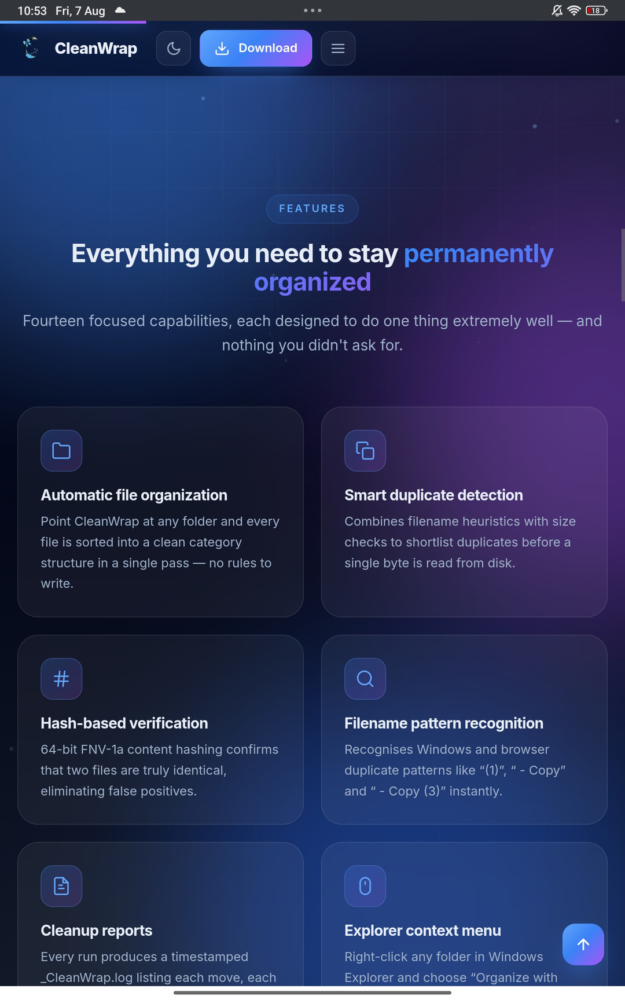 10:53 Fri, 7 Aug
18
CleanWrap
Download
FEATURES
Everything you need to stay permanently
organized
Fourteen focused capabilities, each designed to do one thing extremely well — and
nothing you didn't ask for.
Automatic file organization
Point CleanWrap at any folder and every
file is sorted into a clean category
structure in a single pass — no rules to
write.
Smart duplicate detection
Combines filename heuristics with size
checks to shortlist duplicates before a
single byte is read from disk.
Hash-based verification
64-bit FNV-1a content hashing confirms
that two files are truly identical,
eliminating false positives.
Filename pattern recognition
Recognises Windows and browser
duplicate patterns like “(1)”, “ - Copy”
and “ - Copy (3)” instantly.
Cleanup reports
Every run produces a timestamped
_CleanWrap.log listing each move, each
Explorer context menu
Right-click any folder in Windows
Explorer and choose “Organize with